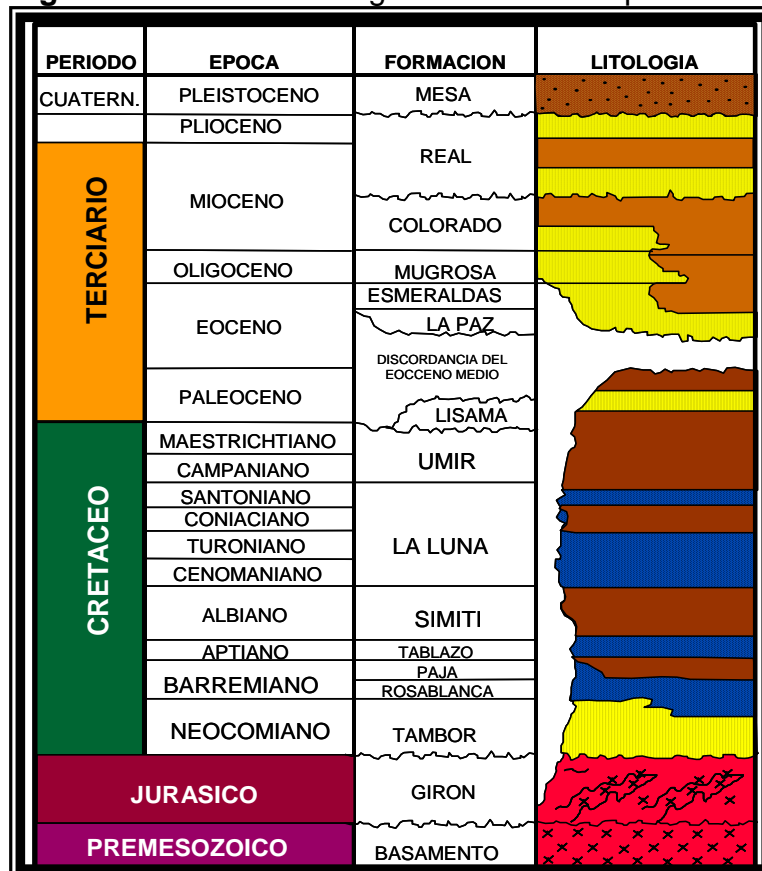 PERIODO EPOCA FORMACION LITOLOGIA
CUATERN. PLEISTOCENO MESA
PLIOCENO
REAL
TERCIARIO
MIOCENO
COLORADO
OLIGOCENO MUGROSA
ESMERALDAS
EOCENO
LA PAZ
DISCORDANCIA DEL
EOCCENO MEDIO
PALEOCENO
LISAMA
CRETACEO
MAESTRICHTIANO
UMIR
CAMPANIANO
SANTONIANO
CONIACIANO
TURONIANO
LA LUNA
CENOMANIANO
ALBIANO SIMITI
APTIANO TABLAZO
PAJA
BARREMIANO
ROSABLANCA
NEOCOMIANO TAMBOR
JURASICO GIRON
PREMESOZOICO BASAMENTO